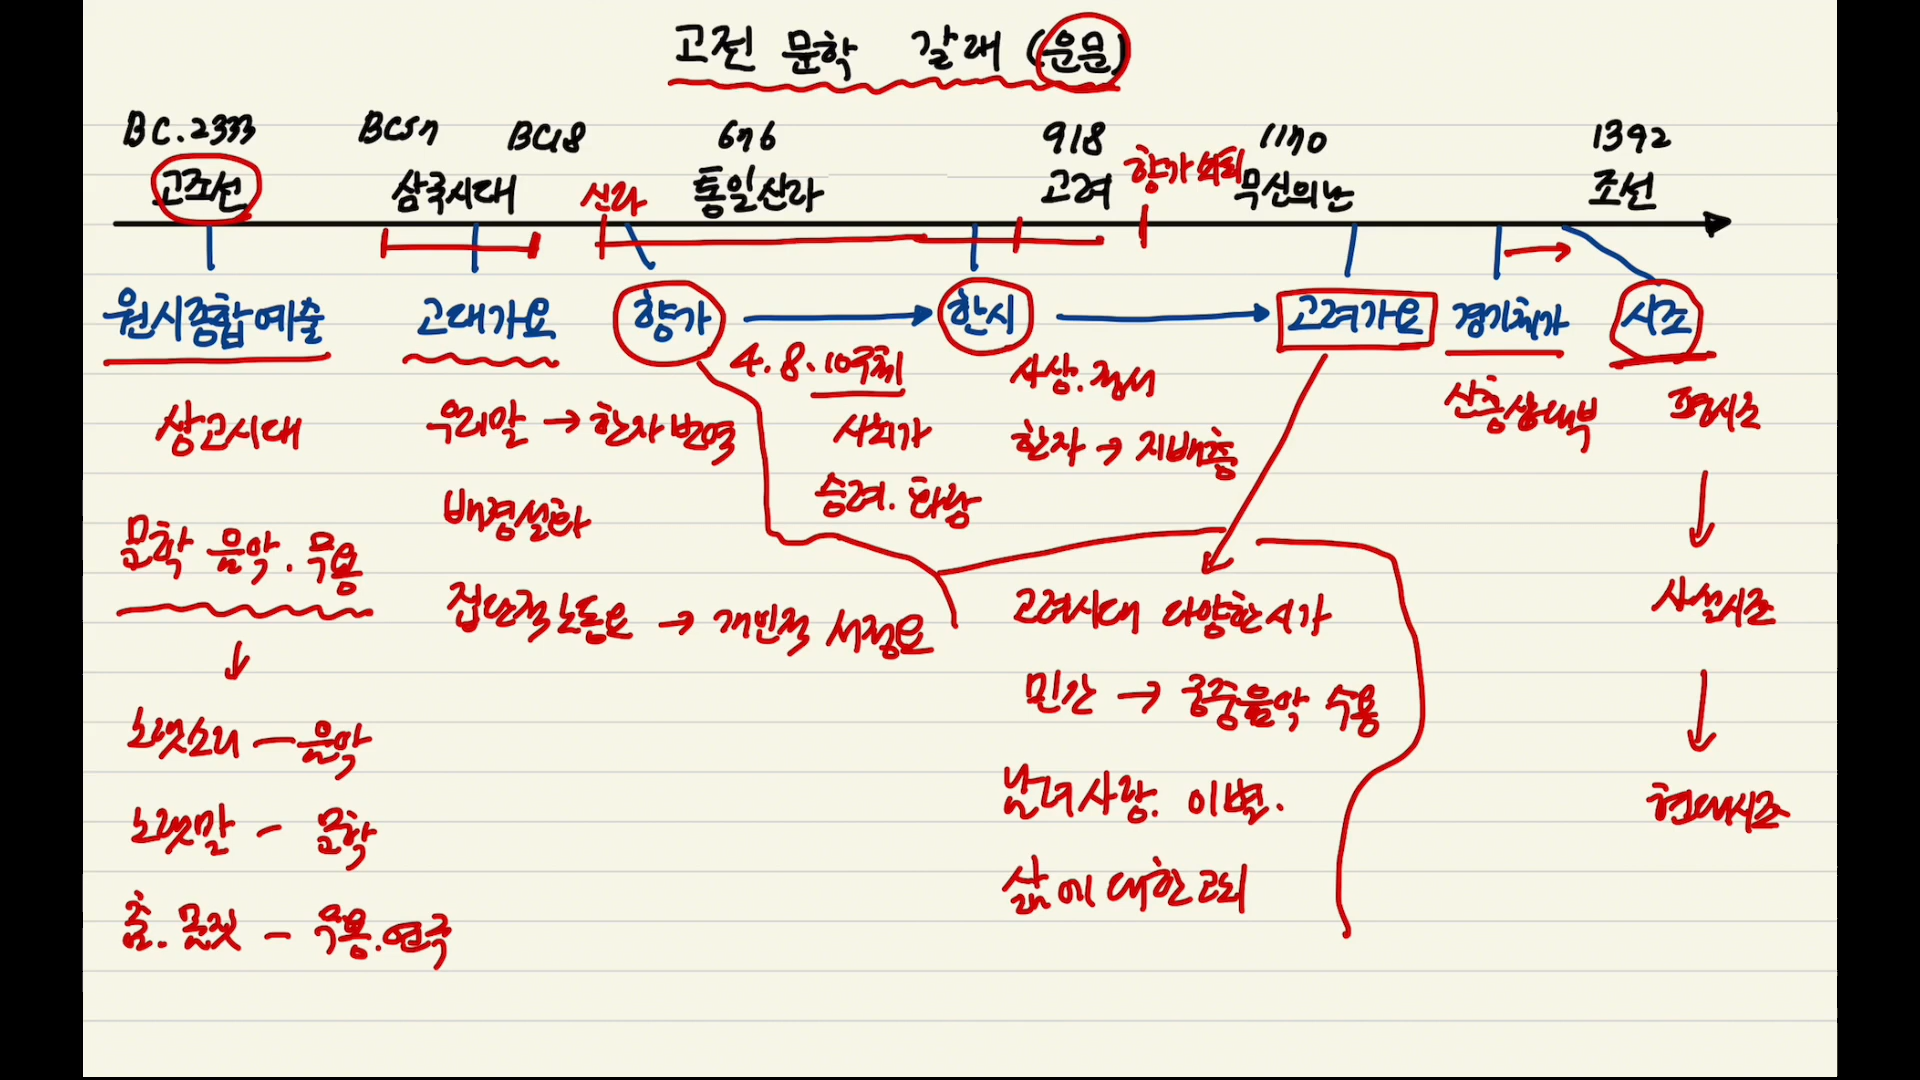 고전 문학 갈래 (운문)
BC.2333 BC57 BC18 676 918 1170 1392
고조선 삼국시대 신라 통일신라 고려 향가 쇠퇴 무신의난 조선
원시종합예술 고대가요 향가 → 한시 → 고려가요 경기체가 시조
상고시대
문학 음악. 무용
↓
노랫소리 — 음악
노랫말 - 문학
춤. 몸짓 - 무용.연극
우리말 → 한자 번역
배경설화
집단적 노동요 → 개인적 서정요
4.8.10구체
사뇌가
승려. 화랑
사상.정서
한자 → 지배층
고려시대 다양한 시가
민간 → 궁중음악 수용
남녀사랑. 이별.
삶에 대한 고뇌
신흥사대부
평시조
↓
사설시조
↓
현대시조